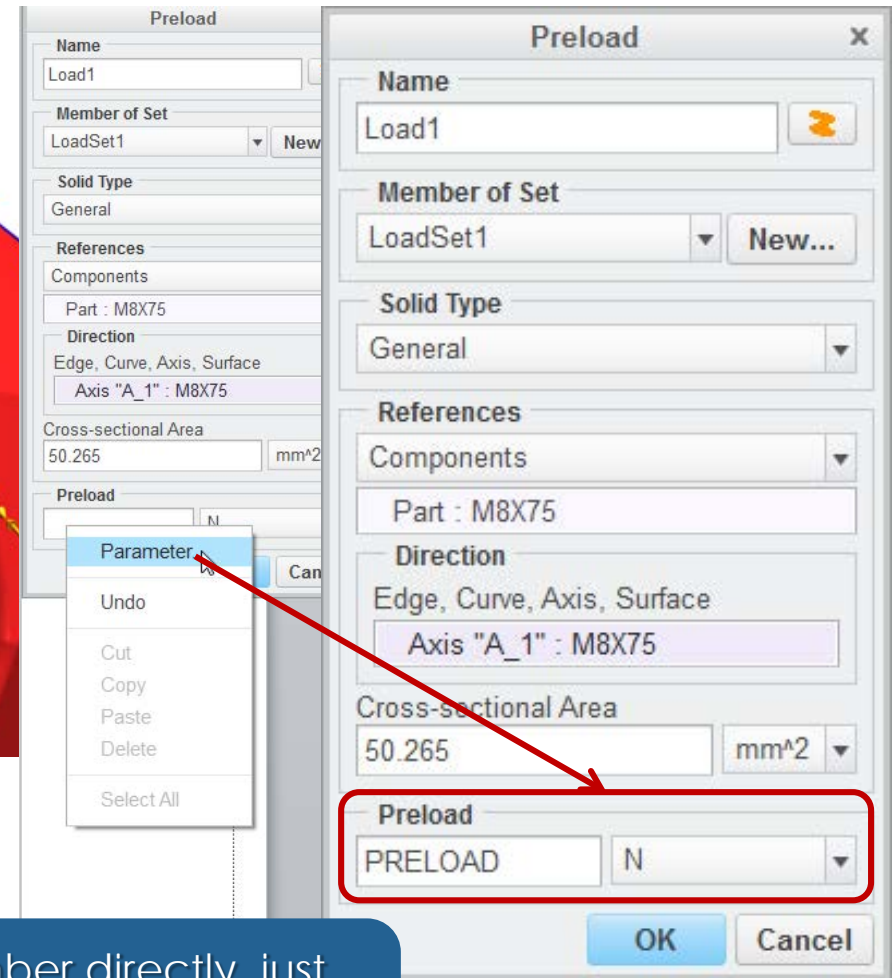 Preload
Name
Load1
Member of Set
LoadSet1
New
Solid Type
General
References
Components
Part : M8X75
Direction
Edge, Curve, Axis, Surface
Axis "A_1" : M8X75
Cross-sectional Area
50.265
mm^2
Preload
N
Can
Parameter
Undo
Cut
Copy
Paste
Delete
Select All
Preload
Name
Load1
Member of Set
LoadSet1
New...
Solid Type
General
References
Components
Part : M8X75
Direction
Edge, Curve, Axis, Surface
Axis "A_1" : M8X75
Cross-sectional Area
50.265
mm^2
Preload
PRELOAD
N
OK
Cancel
ber directly, just